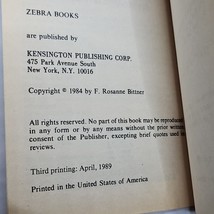 ZEBRA BOOKS
are published by
KENSINGTON PUBLISHING CORP.
475 Park Avenue South
New York, N.Y. 10016
Copyright © 1984 by F. Rosanne Bittner
All rights reserved. No part of this book may be reproduced
in any form or by any means without the prior written
consent of the Publisher, excepting brief quotes used in
reviews.
Third printing: April, 1989
Printed in the United States of America